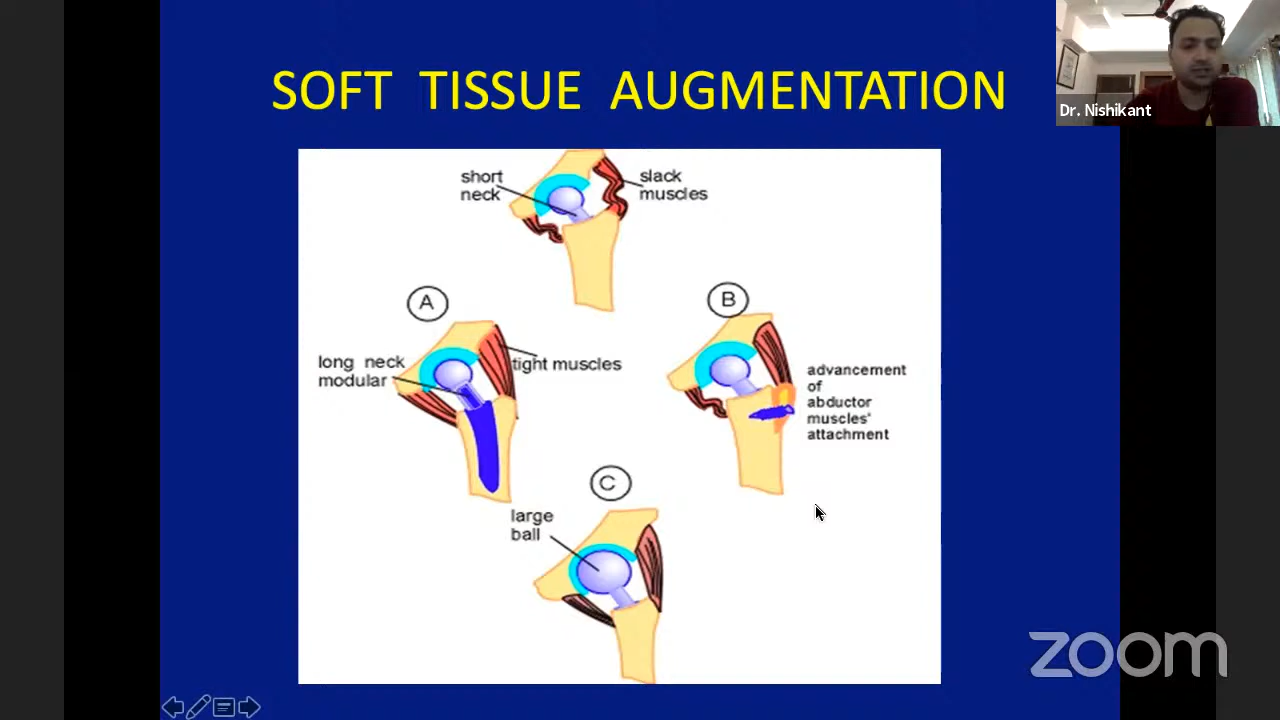 SOFT TISSUE AUGMENTATION
Dr. Nishikant
short
neck
slack
muscles
A
long neck
modular
tight muscles
B
advancement
of
abductor
muscles'
attachment
C
large
ball
zoom